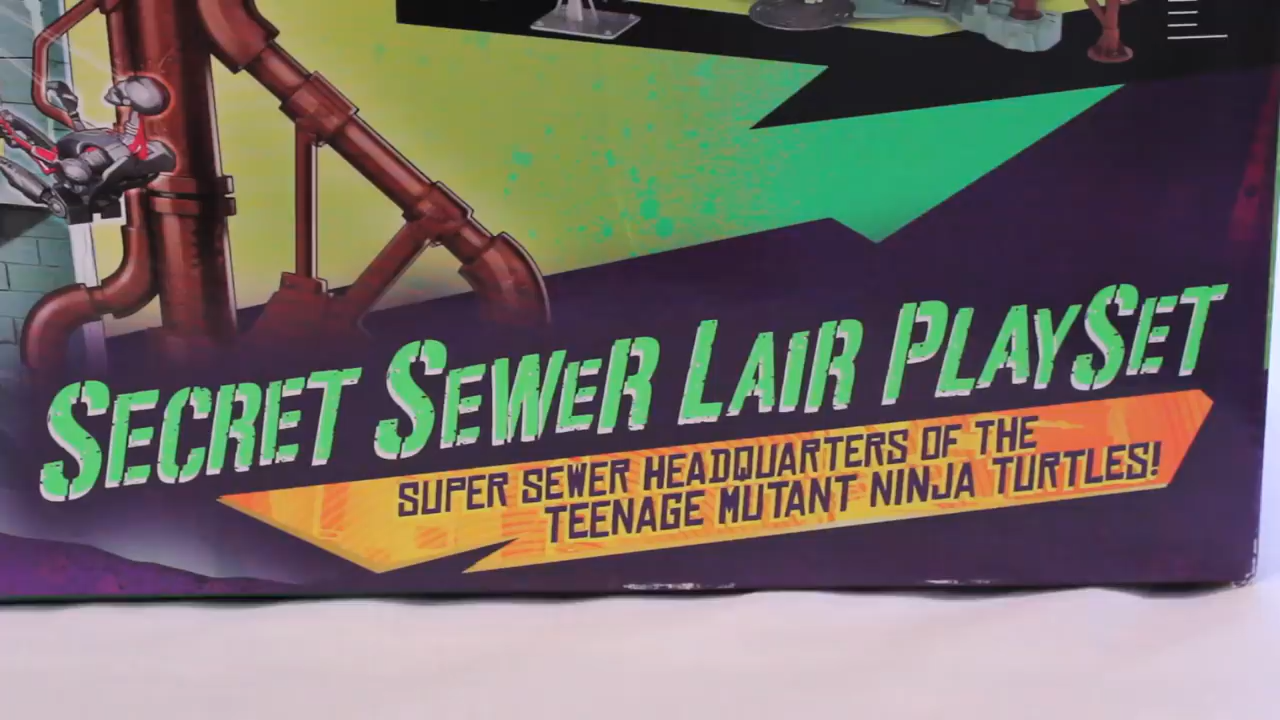 SECRET SEWER LAIR PLAYSET
SUPER SEWER HEADQUARTERS OF THE
TEENAGE MUTANT NINJA TURTLES!